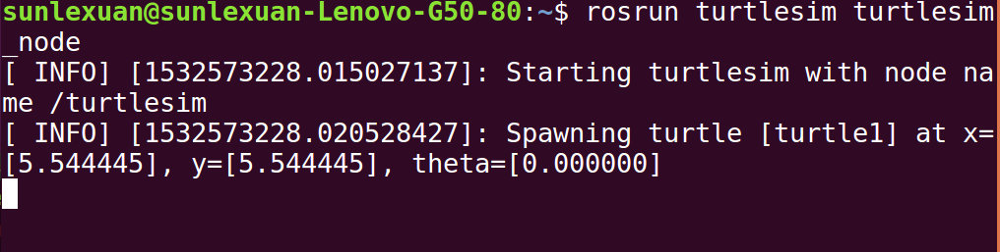 sunlexuan@sunlexuan-Lenovo-G50-80:~$ rosrun turtlesim turtlesim
_node
[ INFO] [1532573228.015027137]: Starting turtlesim with node na
me /turtlesim
[ INFO] [1532573228.020528427]: Spawning turtle [turtle1] at x=
[5.544445], y=[5.544445], theta=[0.000000]